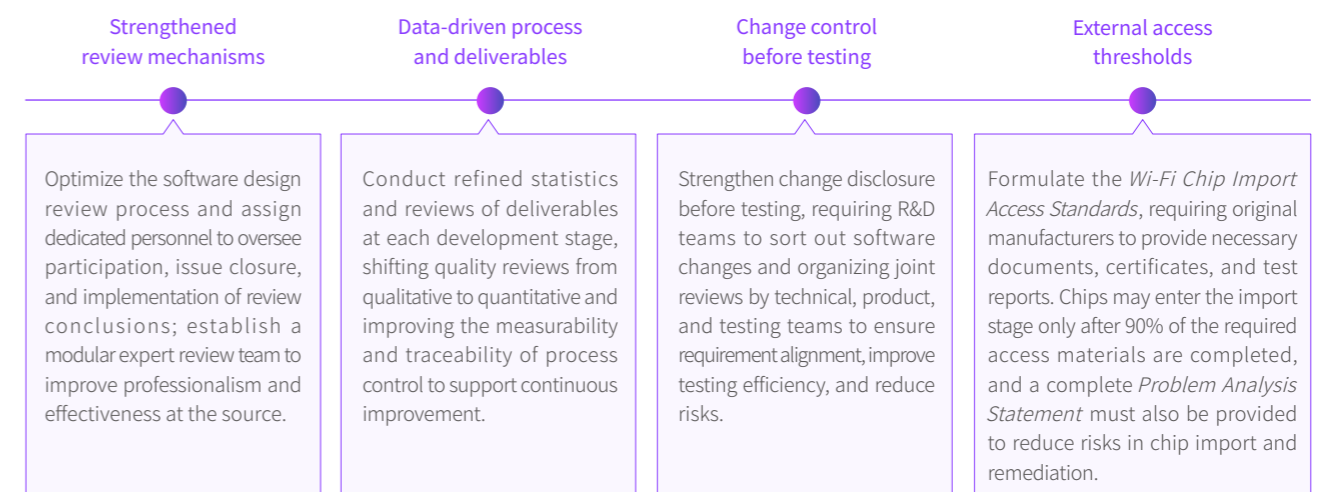 Strengthened
review mechanisms
Optimize the software design
review process and assign
dedicated personnel to oversee
participation, issue closure,
and implementation of review
conclusions; establish a
modular expert review team to
improve professionalism and
effectiveness at the source.
Data-driven process
and deliverables
Conduct refined statistics
and reviews of deliverables
at each development stage,
shifting quality reviews from
qualitative to quantitative and
improving the measurability
and traceability of process
control to support continuous
improvement.
Change control
before testing
Strengthen change disclosure
before testing, requiring R&D
teams to sort out software
changes and organizing joint
reviews by technical, product,
and testing teams to ensure
requirement alignment, improve
testing efficiency, and reduce
risks.
External access
thresholds
Formulate the Wi-Fi Chip Import
Access Standards, requiring original
manufacturers to provide necessary
documents, certificates, and test
reports. Chips may enter the import
stage only after 90% of the required
access materials are completed,
and a complete Problem Analysis
Statement must also be provided
to reduce risks in chip import and
remediation.